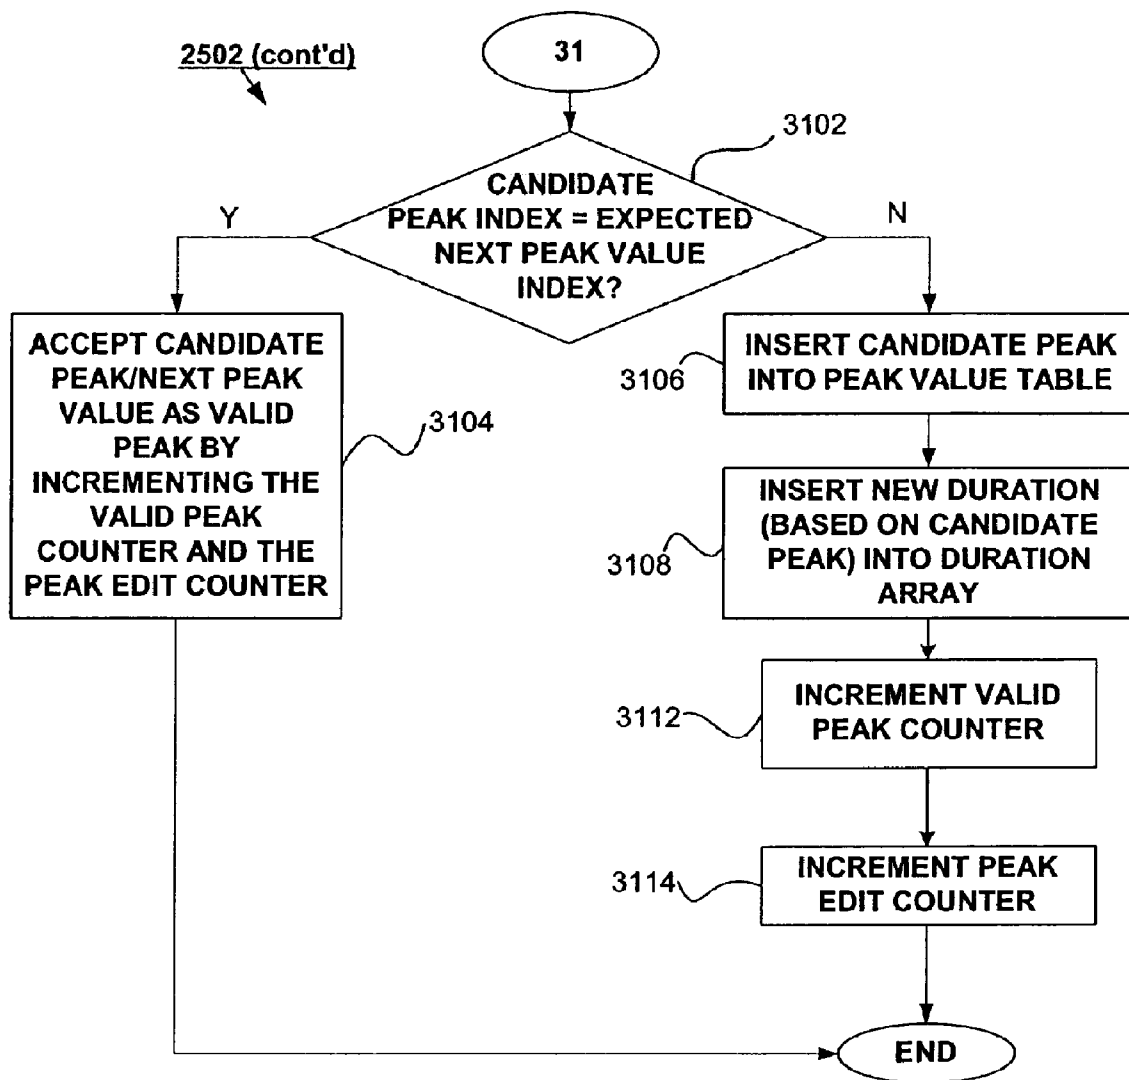 2502 (cont'd)
31
3102
CANDIDATE
PEAK INDEX = EXPECTED
NEXT PEAK VALUE
INDEX?
Y
N
ACCEPT CANDIDATE
PEAK/NEXT PEAK
VALUE AS VALID
PEAK BY
INCREMENTING THE
VALID PEAK
COUNTER AND THE
PEAK EDIT COUNTER
3104
INSERT CANDIDATE PEAK
INTO PEAK VALUE TABLE
3106
INSERT NEW DURATION
(BASED ON CANDIDATE
PEAK) INTO DURATION
ARRAY
3108
INCREMENT VALID
PEAK COUNTER
3112
INCREMENT PEAK
EDIT COUNTER
3114
END